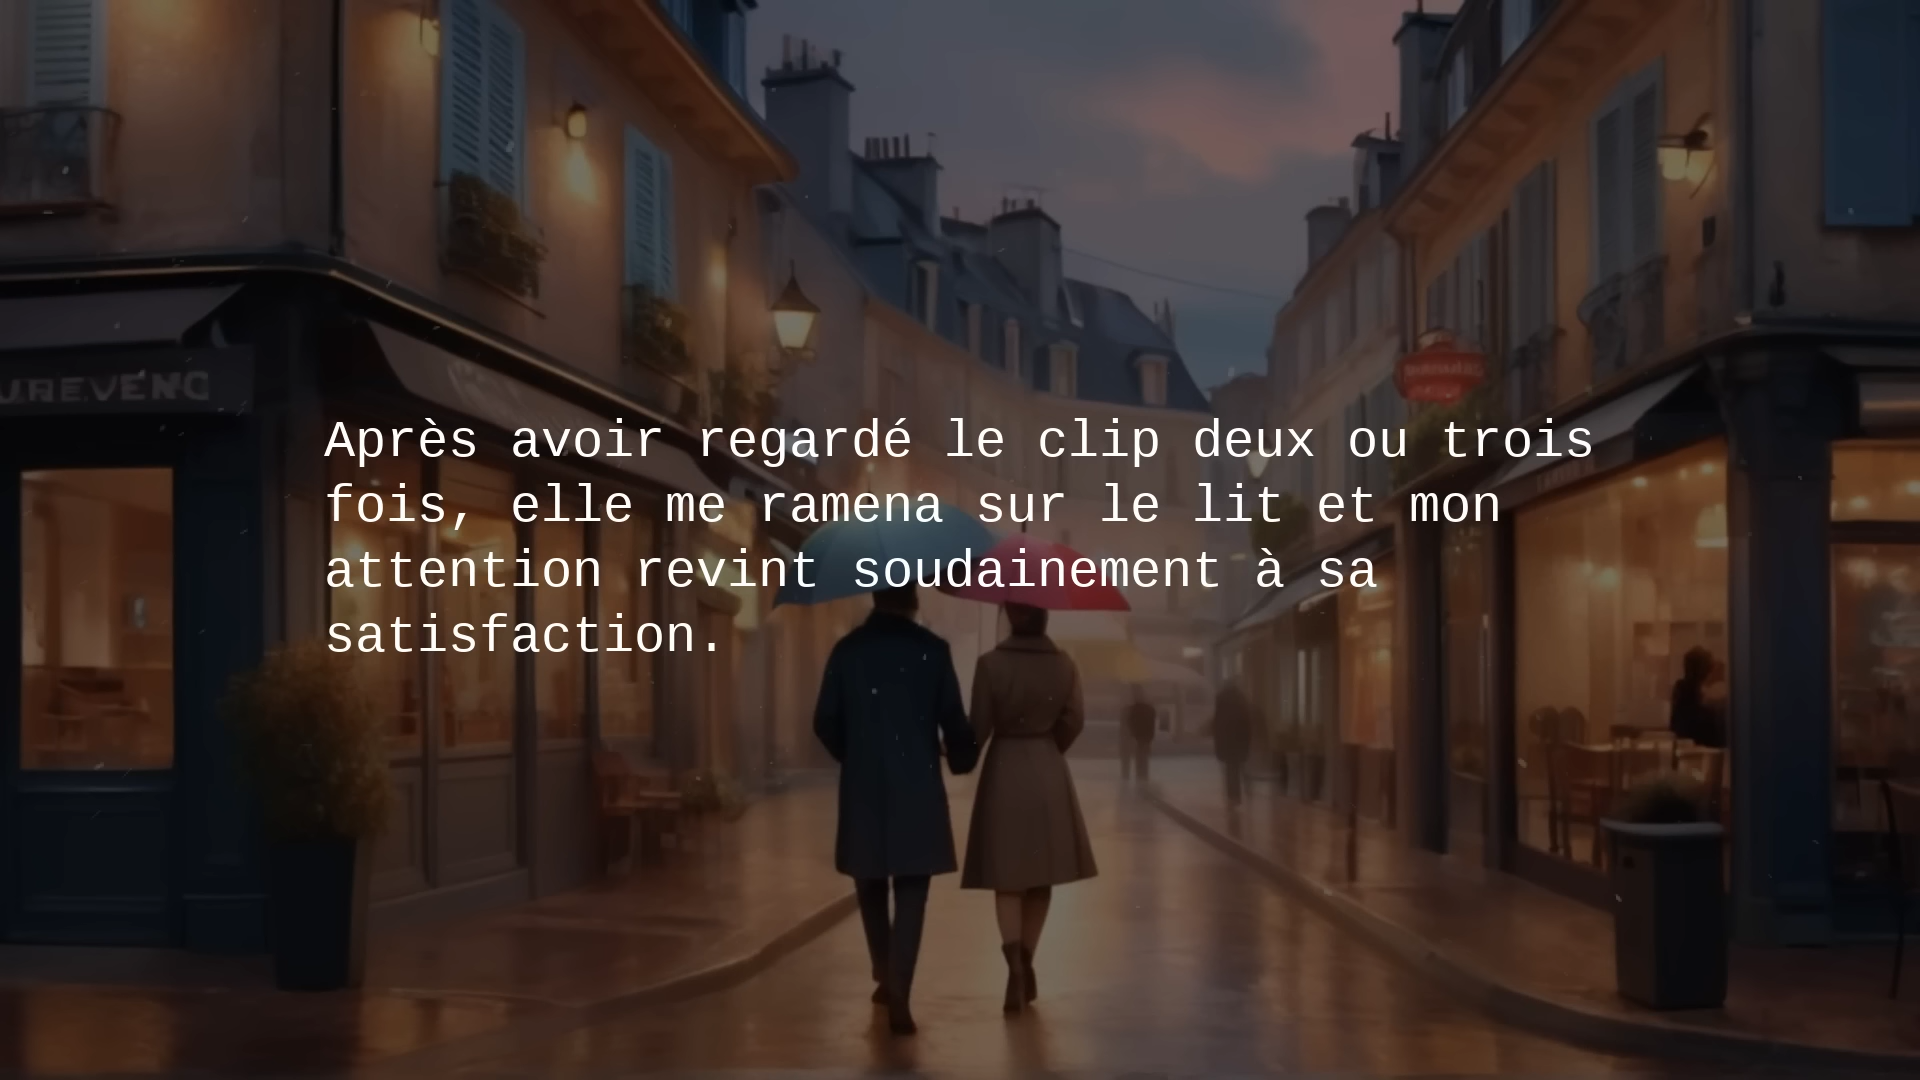 Après avoir regardé le clip deux ou trois
fois, elle me ramena sur le lit et mon
attention revint soudainement à sa
satisfaction.